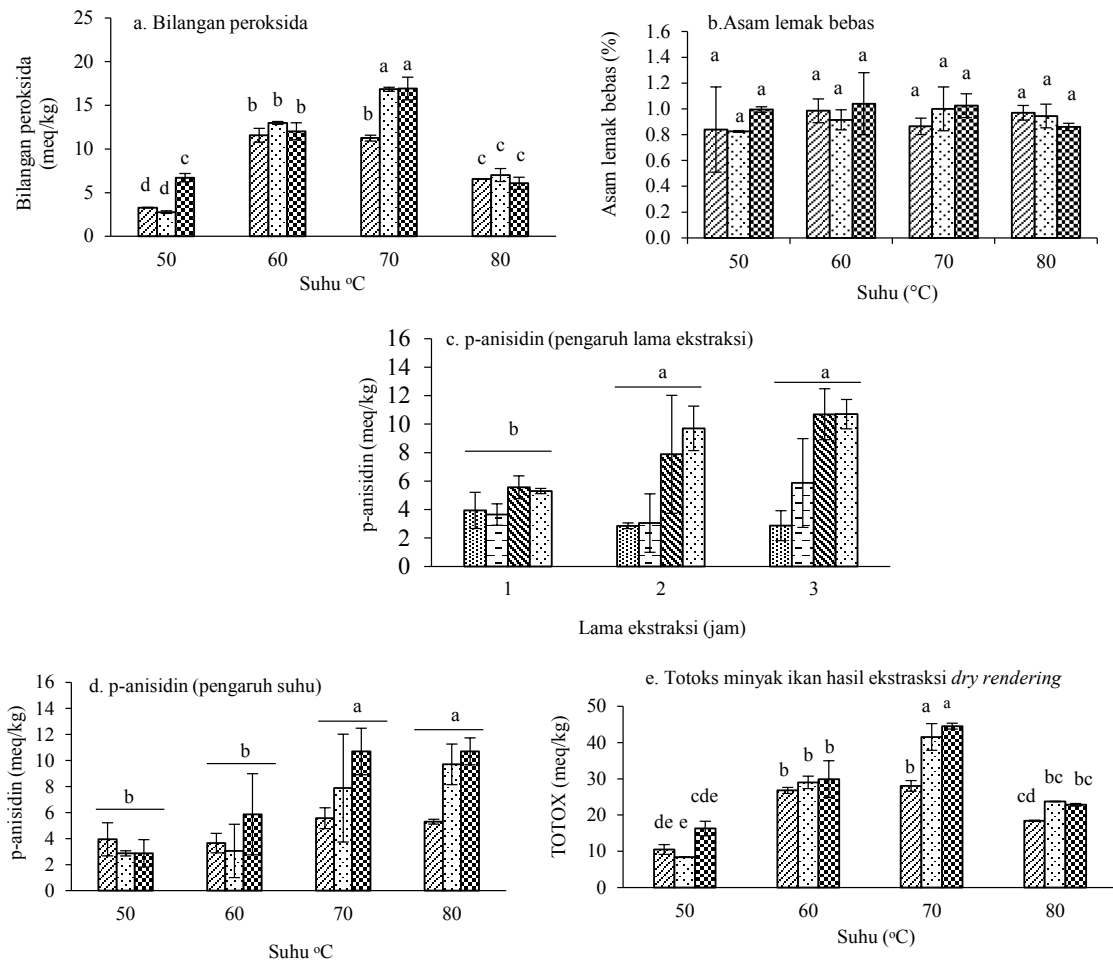 a. Bilangan peroksida
Bilangan peroksida
(meq/kg)
25
20
15
10
5
0
d d c
b b b
b a a
c c c
50 60 70 80
Suhu ᵒC
b.Asam lemak bebas
Asam lemak bebas (%)
1.6
1.4
1.2
1.0
0.8
0.6
0.4
0.2
0.0
a a a
a a a
a a a
a a a
50 60 70 80
Suhu (°C)
c. p-anisidin (pengaruh lama ekstraksi)
p-anisidin (meq/kg)
16
14
12
10
8
6
4
2
0
b
a
a
1 2 3
Lama ekstraksi (jam)
d. p-anisidin (pengaruh suhu)
p-anisidin (meq/kg)
16
14
12
10
8
6
4
2
0
b
b
a
a
50 60 70 80
Suhu ᵒC
e. Totoks minyak ikan hasil ekstrasksi dry rendering
TOTOX (meq/kg)
50
40
30
20
10
0
de e cde
b b b
b a a
cd bc bc
50 60 70 80
Suhu (ᵒC)